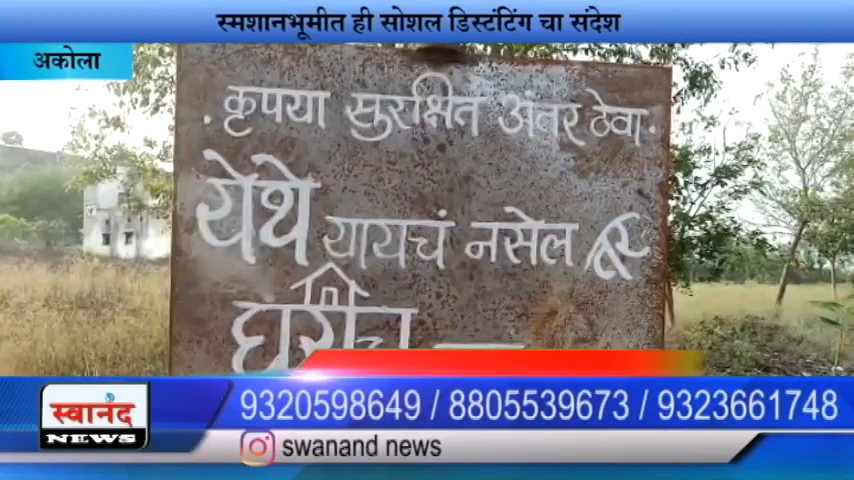 स्मशानभूमीत ही सोशल डिस्टंटिंग चा संदेश
अकोला
कृपया सुरक्षित अंतर ठेवा.
येथे यायचं नसेल तर
घरीच
स्वानंद
NEWS
9320598649 / 8805539673 / 9323661748
swanand news